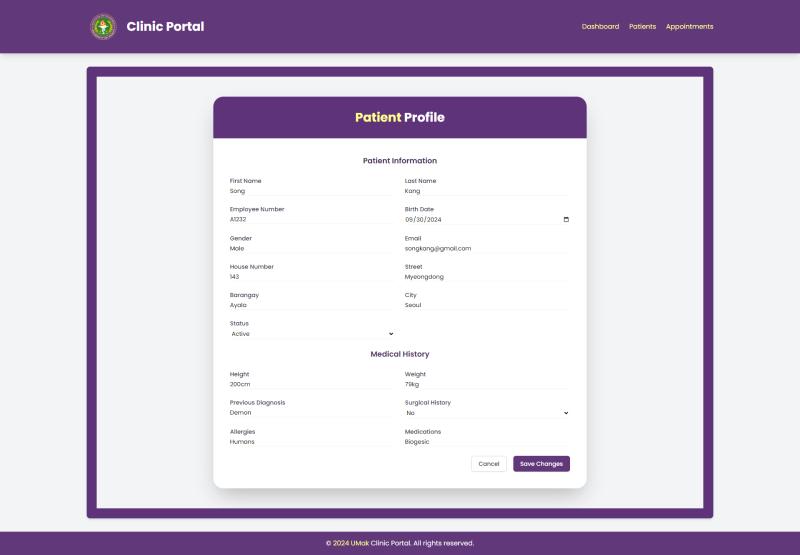 Clinic Portal
Dashboard Patients Appointments
Patient Profile
Patient Information
First Name Last Name
Song Kang
Employee Number Birth Date
A1232 09/30/2024
Gender Email
Male songkang@gmail.com
House Number Street
143 Myeongdong
Barangay City
Ayala Seoul
Status
Active
Medical History
Height Weight
200cm 79kg
Previous Diagnosis Surgical History
Demon No
Allergies Medications
Humans Biogesic
Cancel Save Changes
© 2024 UMak Clinic Portal. All rights reserved.